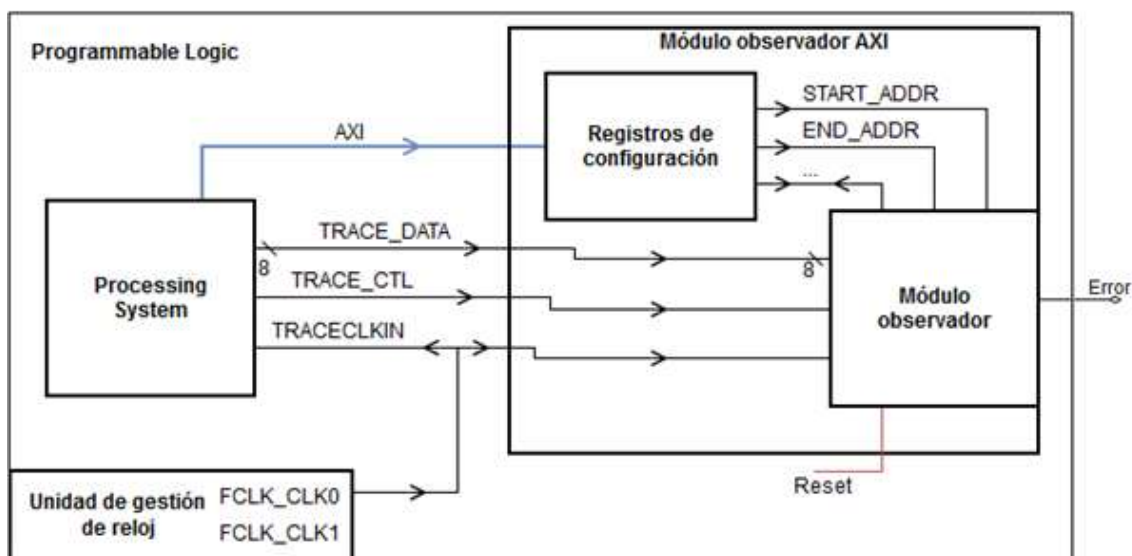 Programmable Logic
Módulo observador AXI
START_ADDR
AXI
Registros de
configuración
END_ADDR
...
TRACE_DATA
8
8
Processing
System
TRACE_CTL
Módulo
observador
Error
TRACECLKIN
Reset
Unidad de gestión
de reloj
FCLK_CLK0
FCLK_CLK1